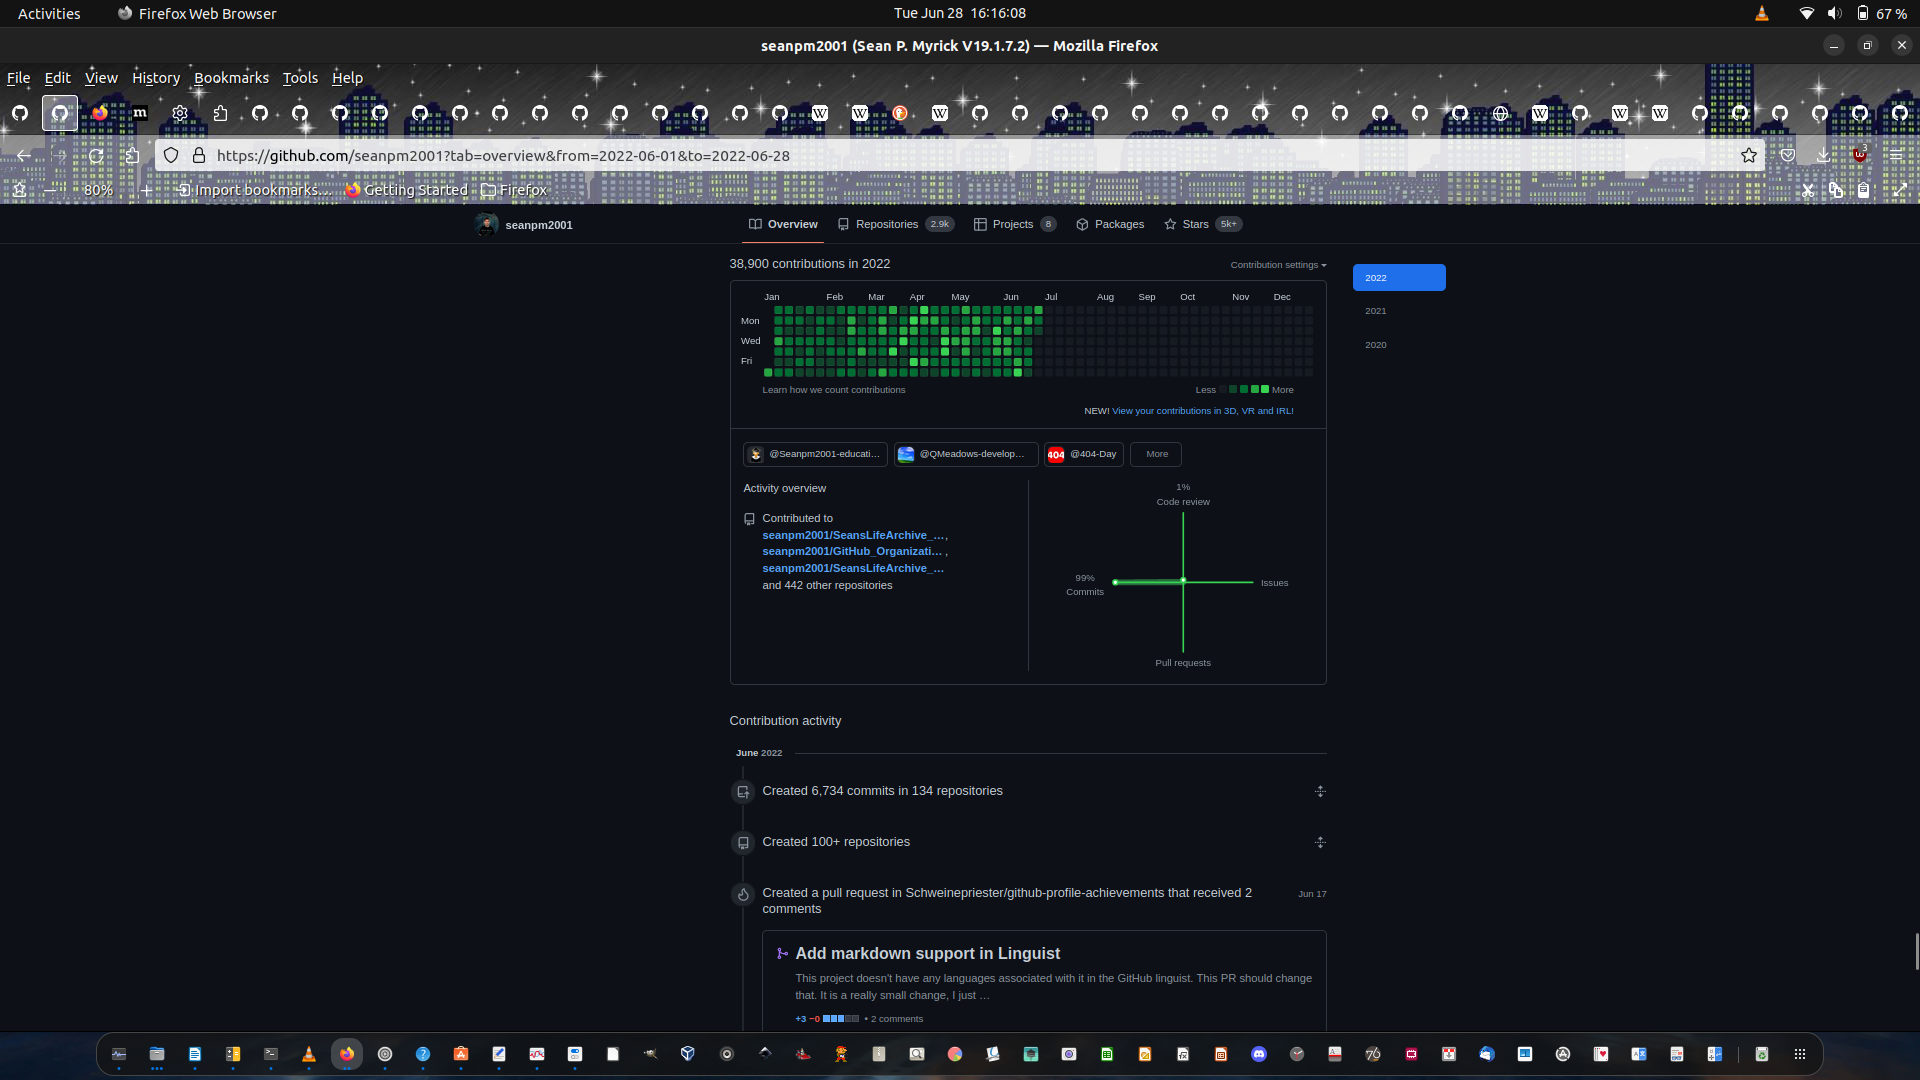 Activities
Firefox Web Browser
Tue Jun 28 16:16:08
67 %
seanpm2001 (Sean P. Myrick V19.1.7.2) — Mozilla Firefox
File Edit View History Bookmarks Tools Help
m
W W W W W W
https://github.com/seanpm2001?tab=overview&from=2022-06-01&to=2022-06-28
3
80%
Import bookmarks...
Getting Started
Firefox
seanpm2001
Overview
Repositories 2.9k
Projects 8
Packages
Stars 5k+
38,900 contributions in 2022
Contribution settings
2022
2021
2020
Jan Feb Mar Apr May Jun Jul Aug Sep Oct Nov Dec
Mon
Wed
Fri
Learn how we count contributions
Less
More
NEW! View your contributions in 3D, VR and IRL!
@Seanpm2001-educati...
@QMeadows-develop...
404 @404-Day
More
Activity overview
Contributed to
seanpm2001/SeansLifeArchive_...,
seanpm2001/GitHub_Organizati... ,
seanpm2001/SeansLifeArchive_...
and 442 other repositories
1%
Code review
99%
Commits
Issues
Pull requests
Contribution activity
June 2022
Created 6,734 commits in 134 repositories
Created 100+ repositories
Created a pull request in Schweinepriester/github-profile-achievements that received 2
comments
Jun 17
Add markdown support in Linguist
This project doesn't have any languages associated with it in the GitHub linguist. This PR should change
that. It is a really small change, I just …
+3 −0 • 2 comments